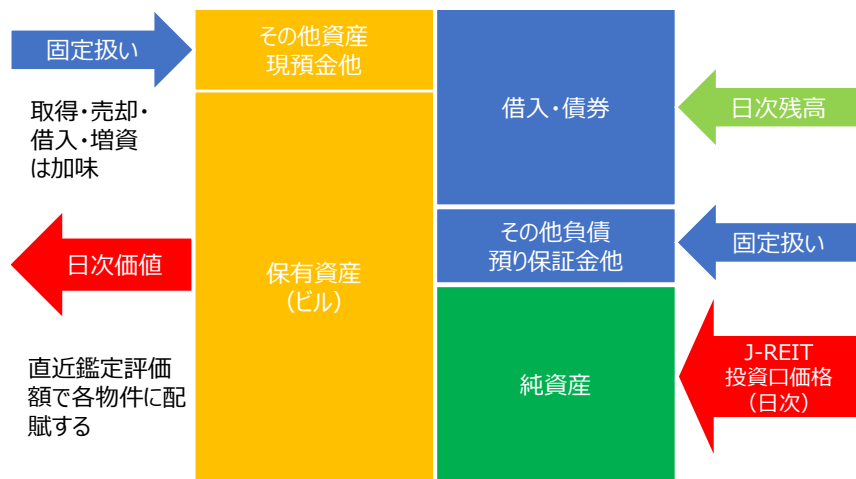 固定扱い
取得・売却・
借入・増資
は加味
日次価値
直近鑑定評価
額で各物件に配
賦する
その他資産
現預金他
保有資産
（ビル）
借入・債券
その他負債
預り保証金他
純資産
日次残高
固定扱い
J-REIT
投資口価格
（日次）